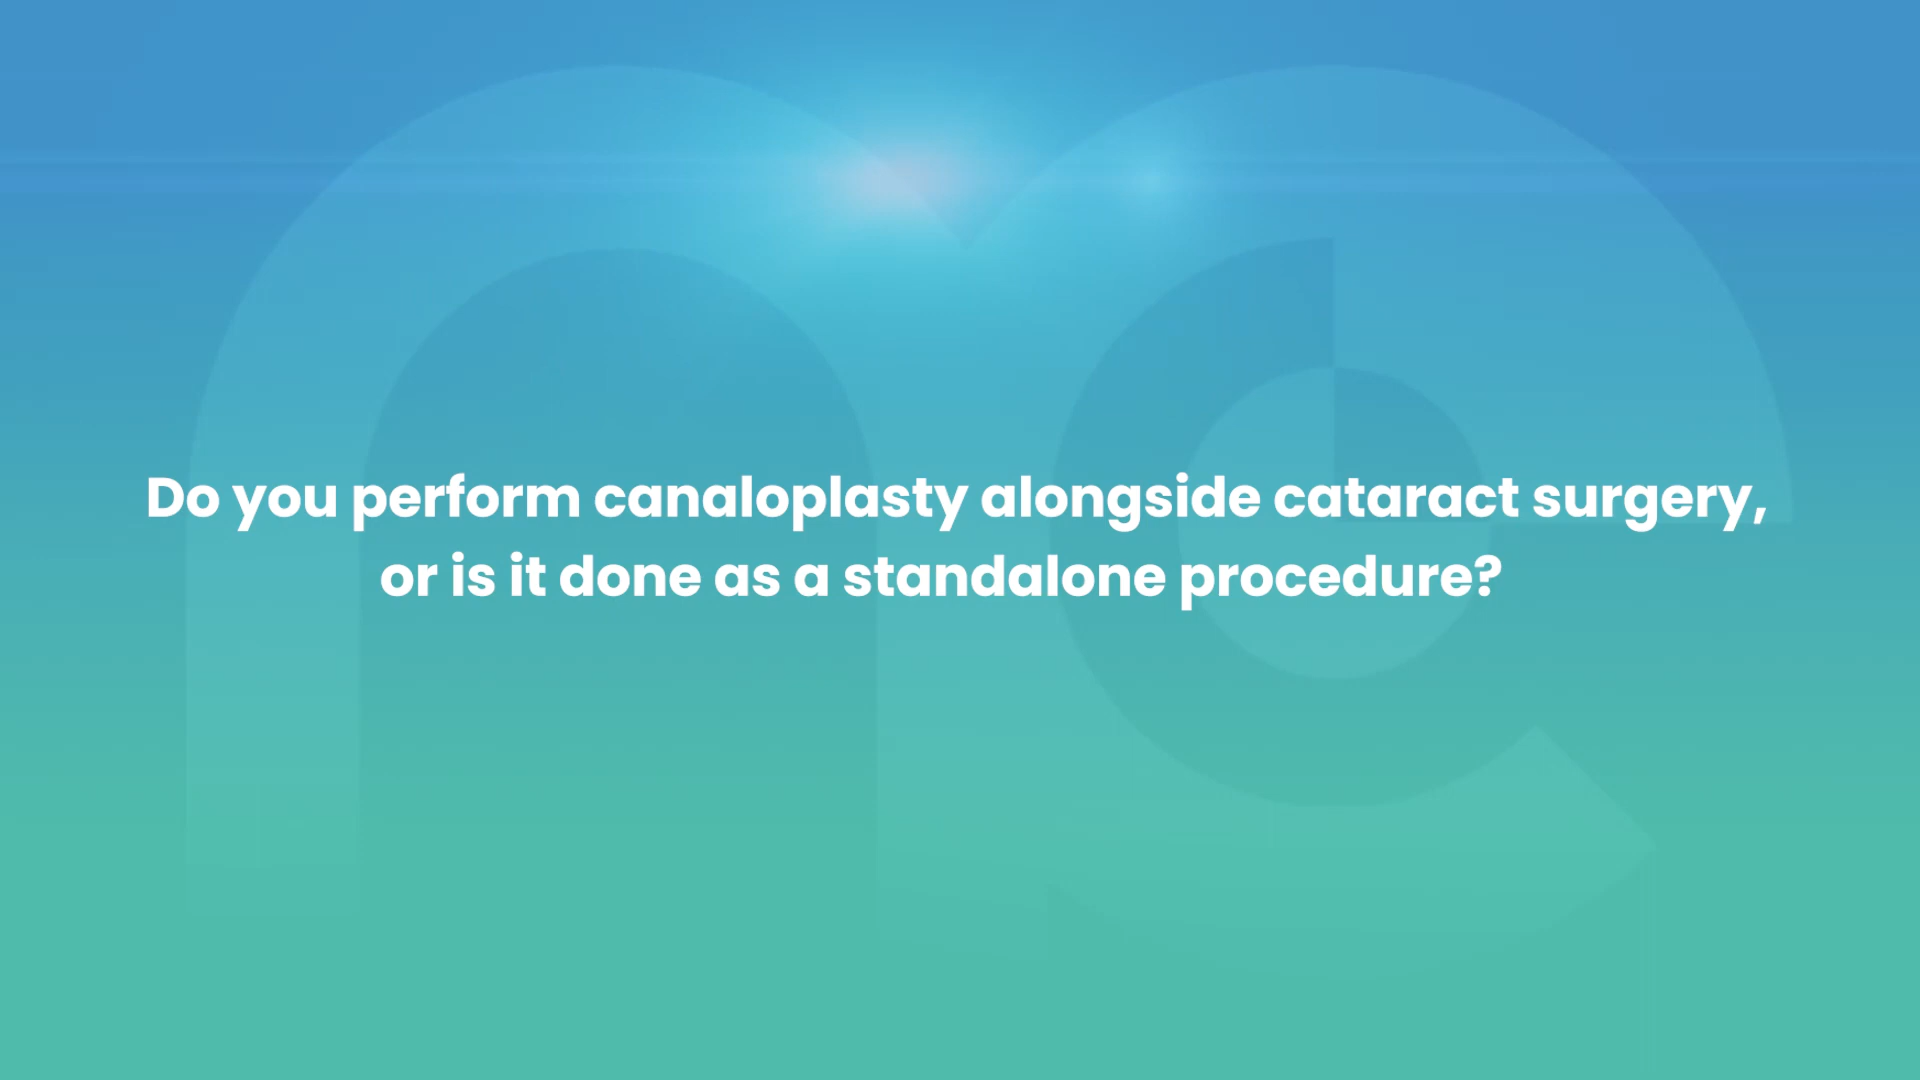 Do you perform canaloplasty alongside cataract surgery,
or is it done as a standalone procedure?